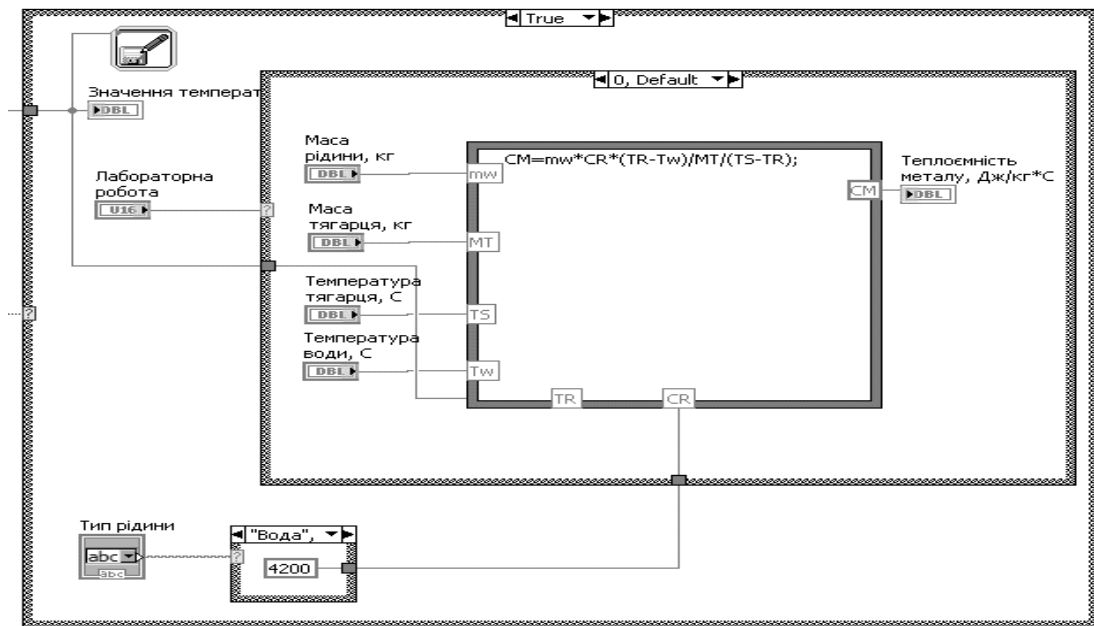 True
Значення температ
DBL
0, Default
Маса
рідини, кг
DBL
mw
CM=mw*CR*(TR-Tw)/MT/(TS-TR);
CM
Теплоємність
металу, Дж/кг*С
DBL
Лабораторна
робота
U16
?
Маса
тягарця, кг
DBL
MT
Температура
тягарця, С
DBL
TS
?
Температура
води, С
DBL
Tw
TR
CR
Тип рідини
abc
abc
"Вода",
?
4200